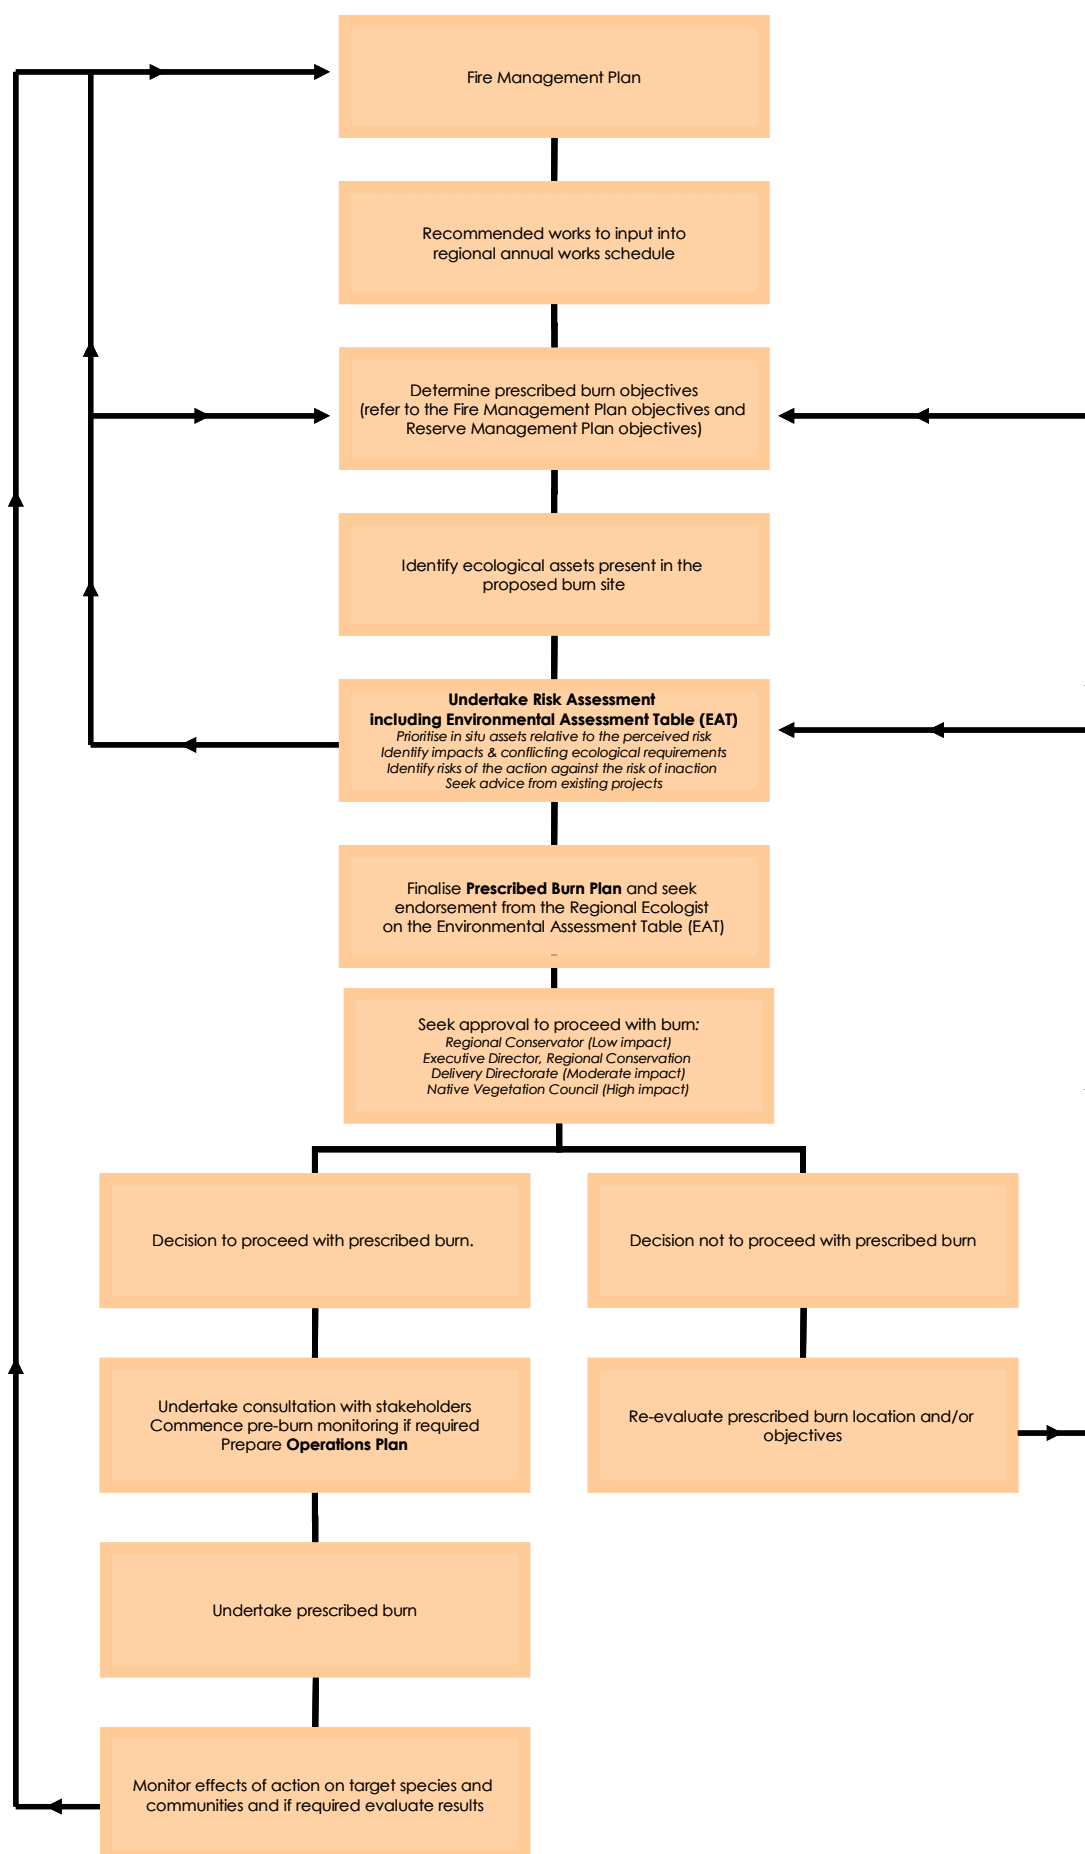 Fire Management Plan
Recommended works to input into
regional annual works schedule
Determine prescribed burn objectives
(refer to the Fire Management Plan objectives and
Reserve Management Plan objectives)
Identify ecological assets present in the
proposed burn site
Undertake Risk Assessment
including Environmental Assessment Table (EAT)
Prioritise in situ assets relative to the perceived risk
Identify impacts & conflicting ecological requirements
Identify risks of the action against the risk of inaction
Seek advice from existing projects
Finalise Prescribed Burn Plan and seek
endorsement from the Regional Ecologist
on the Environmental Assessment Table (EAT)
Seek approval to proceed with burn:
Regional Conservator (Low impact)
Executive Director, Regional Conservation
Delivery Directorate (Moderate impact)
Native Vegetation Council (High impact)
Decision to proceed with prescribed burn.
Decision not to proceed with prescribed burn
Undertake consultation with stakeholders
Commence pre-burn monitoring if required
Prepare Operations Plan
Re-evaluate prescribed burn location and/or
objectives
Undertake prescribed burn
Monitor effects of action on target species and
communities and if required evaluate results